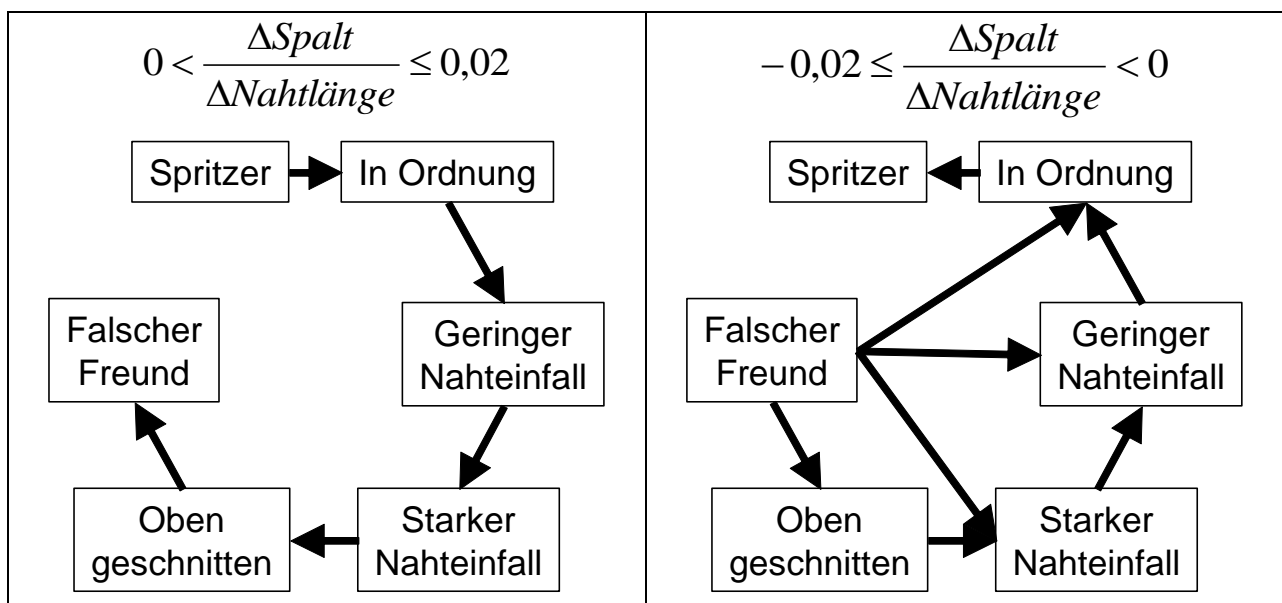 0 < ΔSpalt / ΔNahtlänge ≤ 0,02
Spritzer
In Ordnung
Falscher
Freund
Geringer
Nahteinfall
Oben
geschnitten
Starker
Nahteinfall
− 0,02 ≤ ΔSpalt / ΔNahtlänge < 0
Spritzer
In Ordnung
Falscher
Freund
Geringer
Nahteinfall
Oben
geschnitten
Starker
Nahteinfall